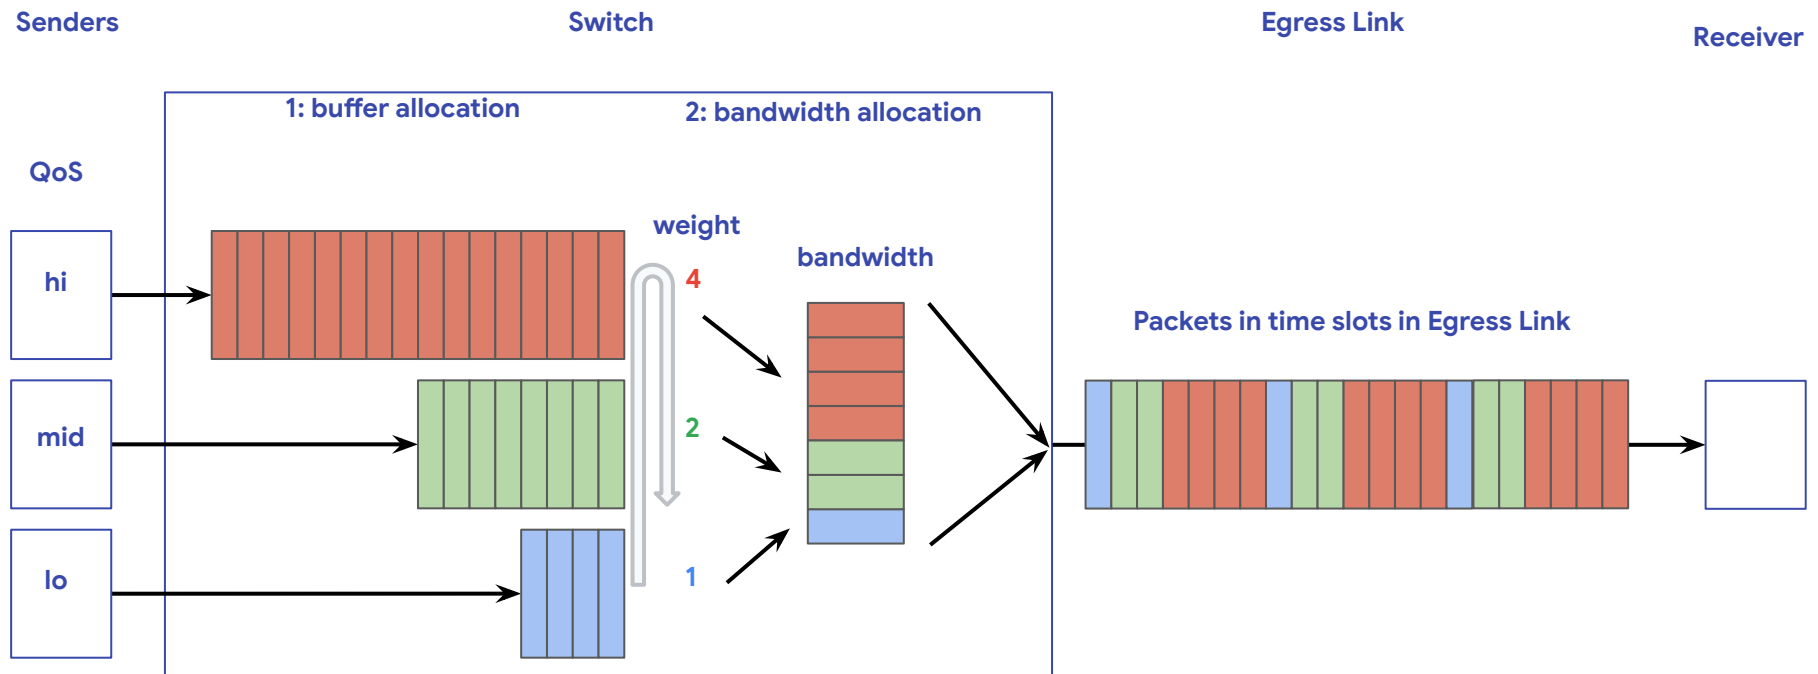 Senders
Switch
Egress Link
Receiver
1: buffer allocation
2: bandwidth allocation
QoS
weight
bandwidth
hi
4
Packets in time slots in Egress Link
mid
2
lo
1